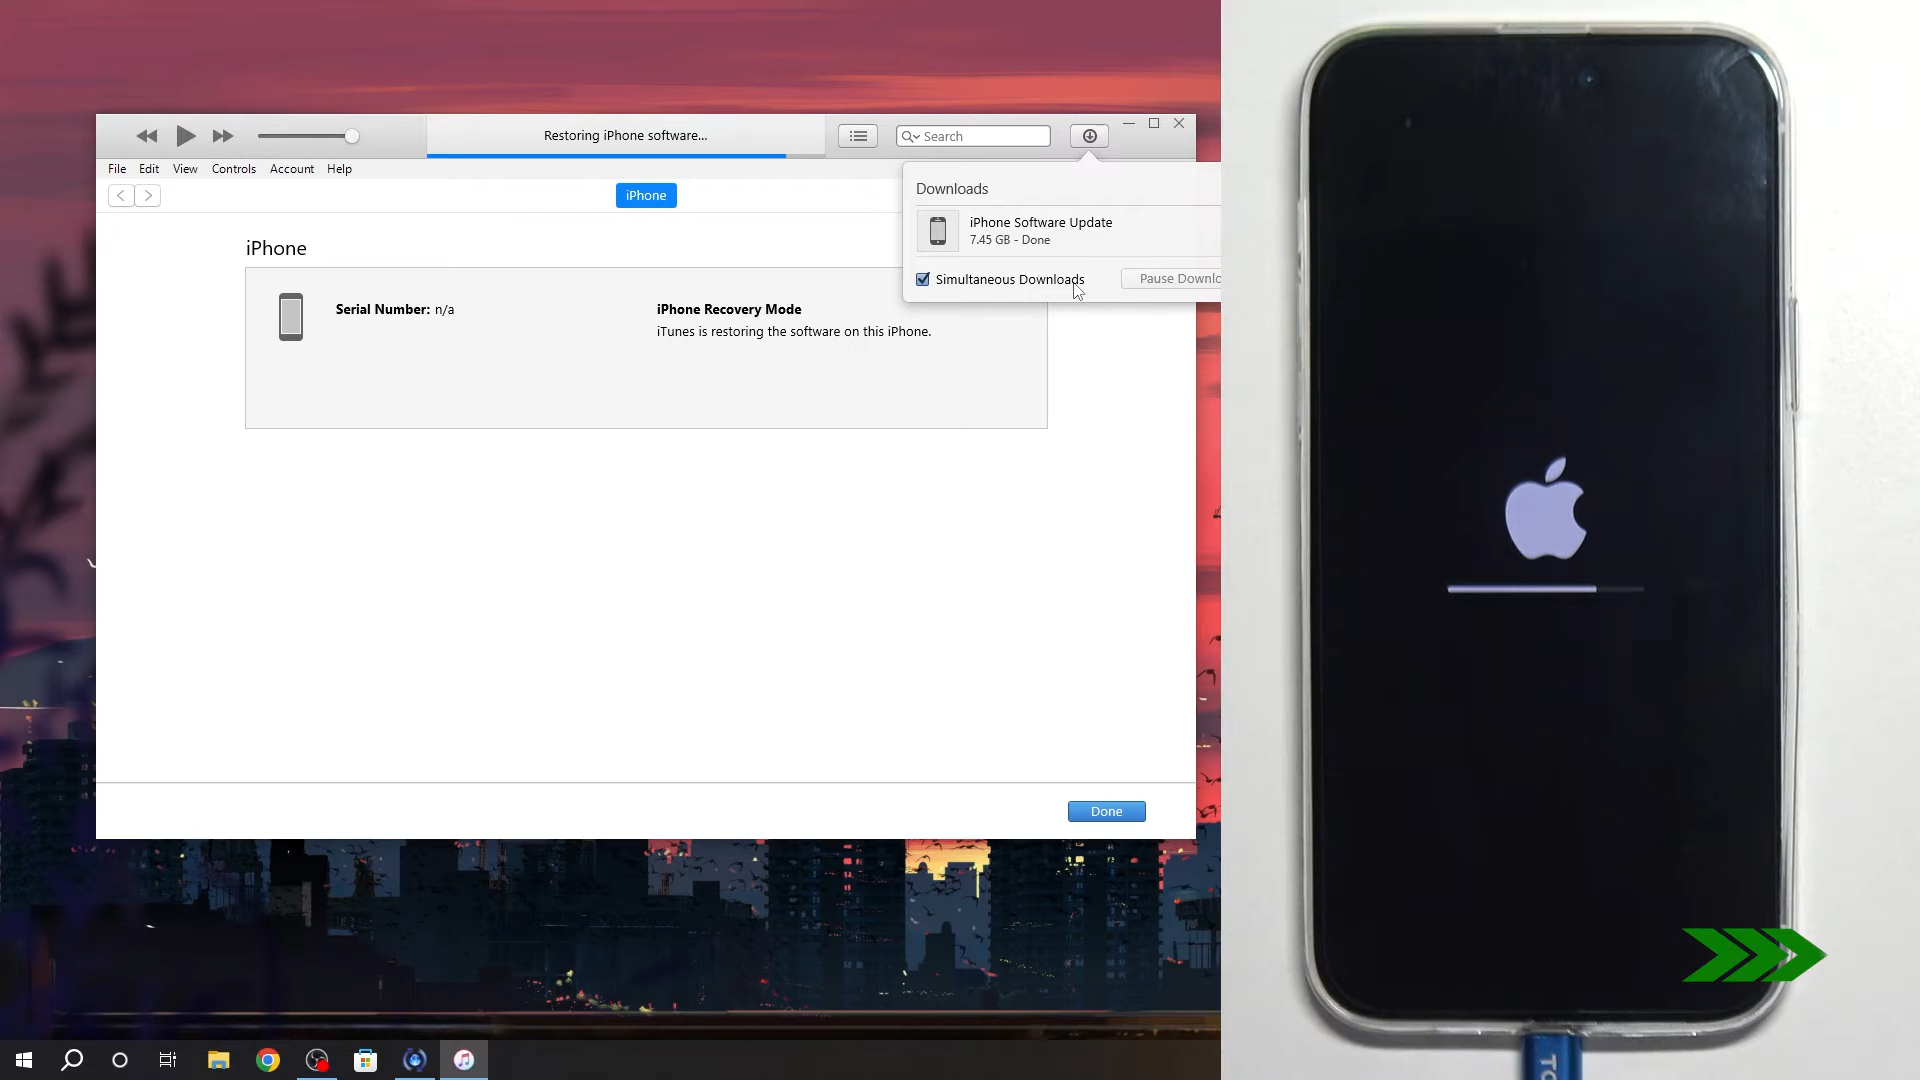 Restoring iPhone software...
Search
File Edit View Controls Account Help
iPhone
Downloads
iPhone Software Update
7.45 GB - Done
Simultaneous Downloads
Pause Downlo
iPhone
Serial Number: n/a
iPhone Recovery Mode
iTunes is restoring the software on this iPhone.
Done
TO